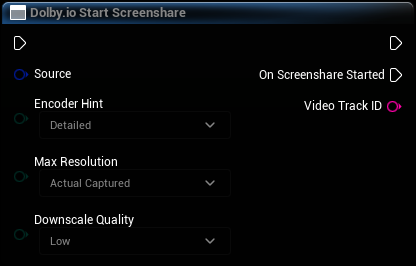 Dolby.io Start Screenshare
Source
On Screenshare Started
Encoder Hint
Video Track ID
Detailed
Max Resolution
Actual Captured
Downscale Quality
Low